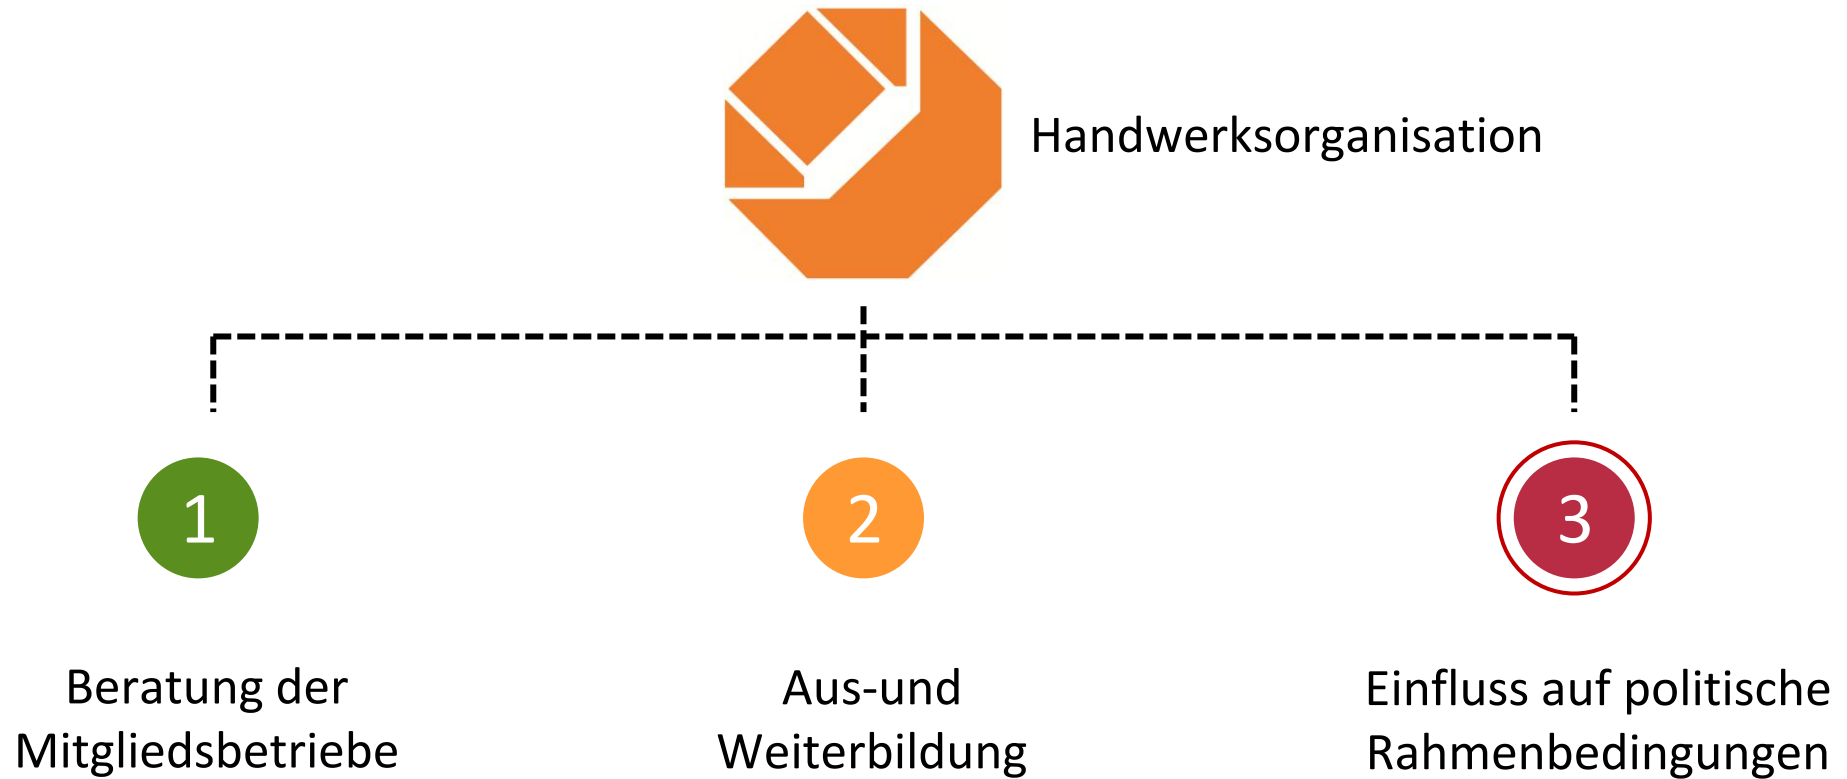 Handwerksorganisation
1
2
3
Beratung der
Mitgliedsbetriebe
Aus-und
Weiterbildung
Einfluss auf politische
Rahmenbedingungen